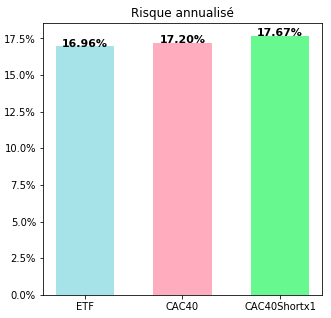 Risque annualisé
17.5%
15.0%
12.5%
10.0%
7.5%
5.0%
2.5%
0.0%
16.96%
17.20%
17.67%
ETF
CAC40
CAC40Shortx1